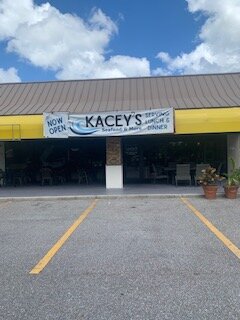 NOW
OPEN
KACEY'S
Seafood & More
SERVING
LUNCH &
DINNER